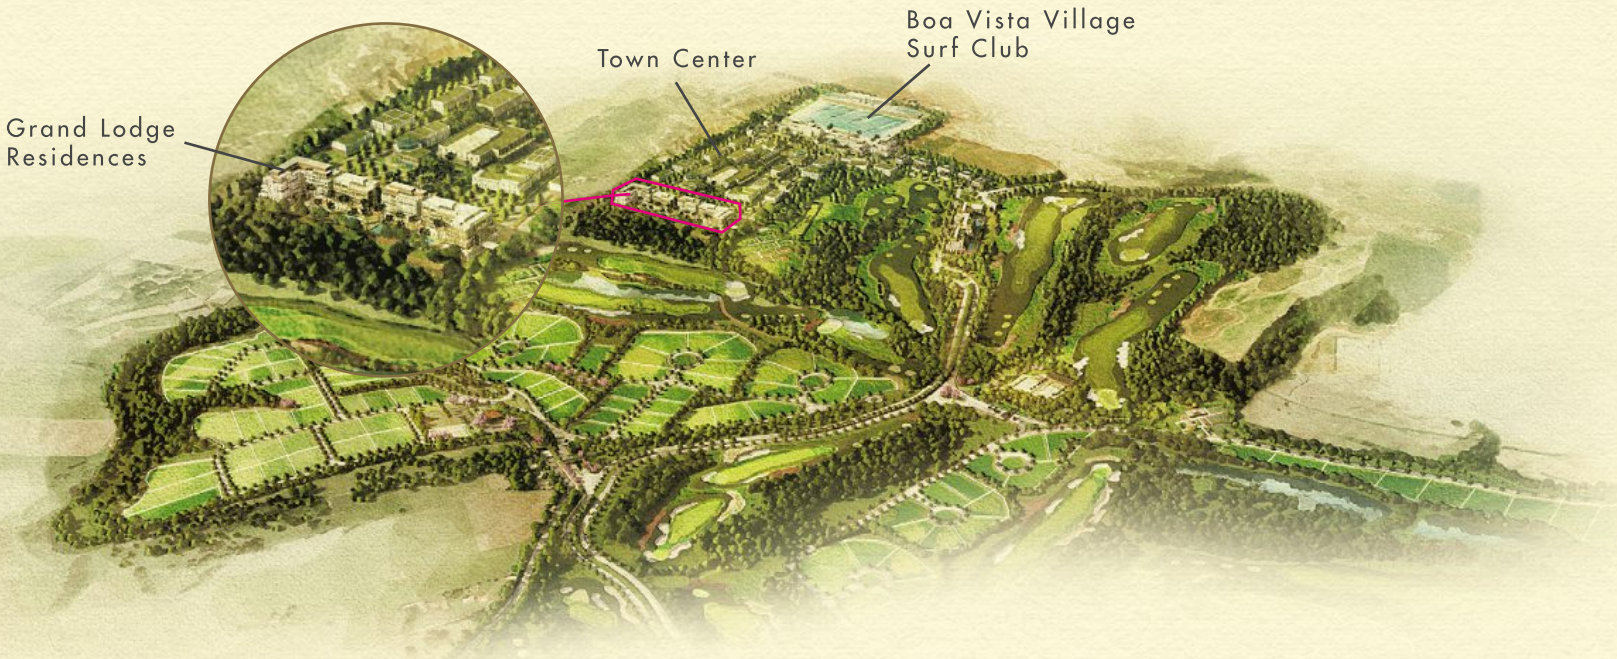 Boa Vista Village
Surf Club
Town Center
Grand Lodge
Residences